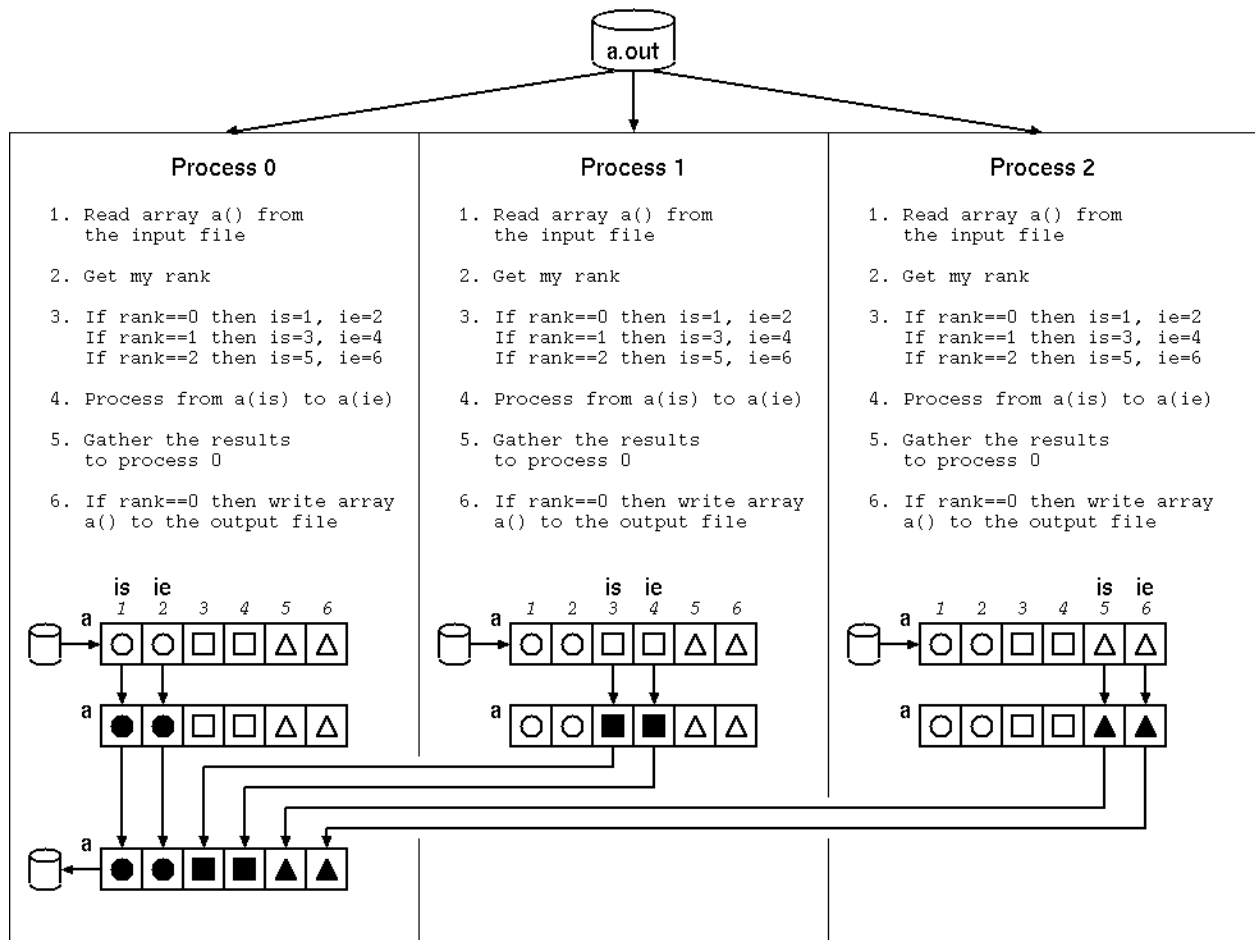 a.out
Process 0
1. Read array a() from
the input file
2. Get my rank
3. If rank==0 then is=1, ie=2
If rank==1 then is=3, ie=4
If rank==2 then is=5, ie=6
4. Process from a(is) to a(ie)
5. Gather the results
to process 0
6. If rank==0 then write array
a() to the output file
is ie
1 2 3 4 5 6
a
a
a
Process 1
1. Read array a() from
the input file
2. Get my rank
3. If rank==0 then is=1, ie=2
If rank==1 then is=3, ie=4
If rank==2 then is=5, ie=6
4. Process from a(is) to a(ie)
5. Gather the results
to process 0
6. If rank==0 then write array
a() to the output file
is ie
1 2 3 4 5 6
a
a
Process 2
1. Read array a() from
the input file
2. Get my rank
3. If rank==0 then is=1, ie=2
If rank==1 then is=3, ie=4
If rank==2 then is=5, ie=6
4. Process from a(is) to a(ie)
5. Gather the results
to process 0
6. If rank==0 then write array
a() to the output file
is ie
1 2 3 4 5 6
a
a